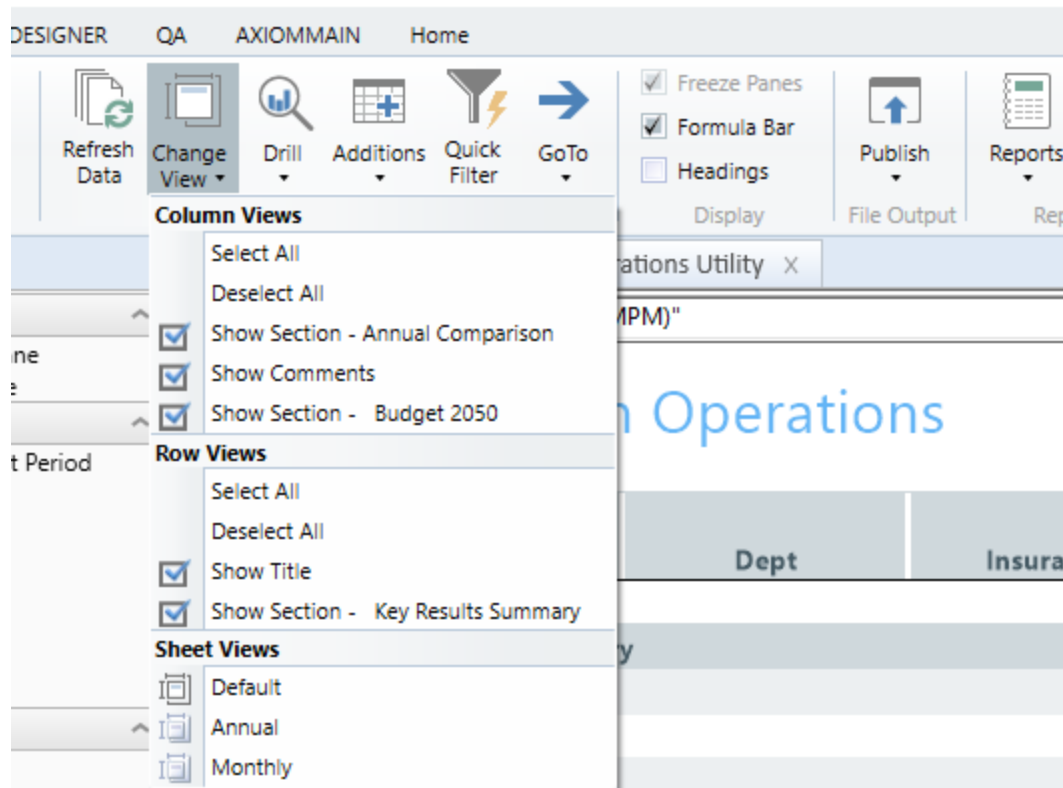 DESIGNER QA AXIOMMAIN Home
Refresh Data
Change View
Drill
Additions
Quick Filter
GoTo
Freeze Panes
Formula Bar
Headings
Display
Publish
File Output
Reports
Column Views
Select All
Deselect All
Show Section - Annual Comparison
Show Comments
Show Section - Budget 2050
Row Views
Select All
Deselect All
Show Title
Show Section - Key Results Summary
Sheet Views
Default
Annual
Monthly
Utility X
MPM)"
t Period
Operations
Dept